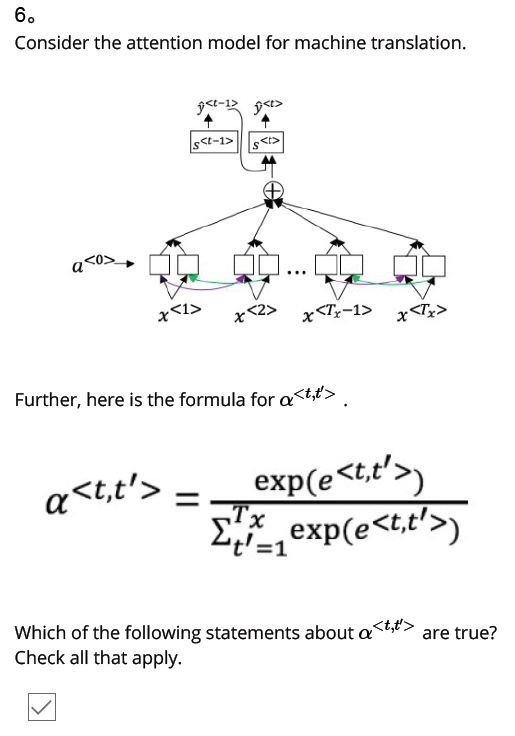 6。
Consider the attention model for machine translation.
ŷ<t−1> ŷ<t>
s<t−1> s<t>
a<0>
...
x<1> x<2> x<Tx−1> x<Tx>
Further, here is the formula for α<t,t′> .
α<t,t′> = exp(e<t,t′>) / Σ_{t′=1}^{Tx} exp(e<t,t′>)
Which of the following statements about α<t,t′> are true?
Check all that apply.